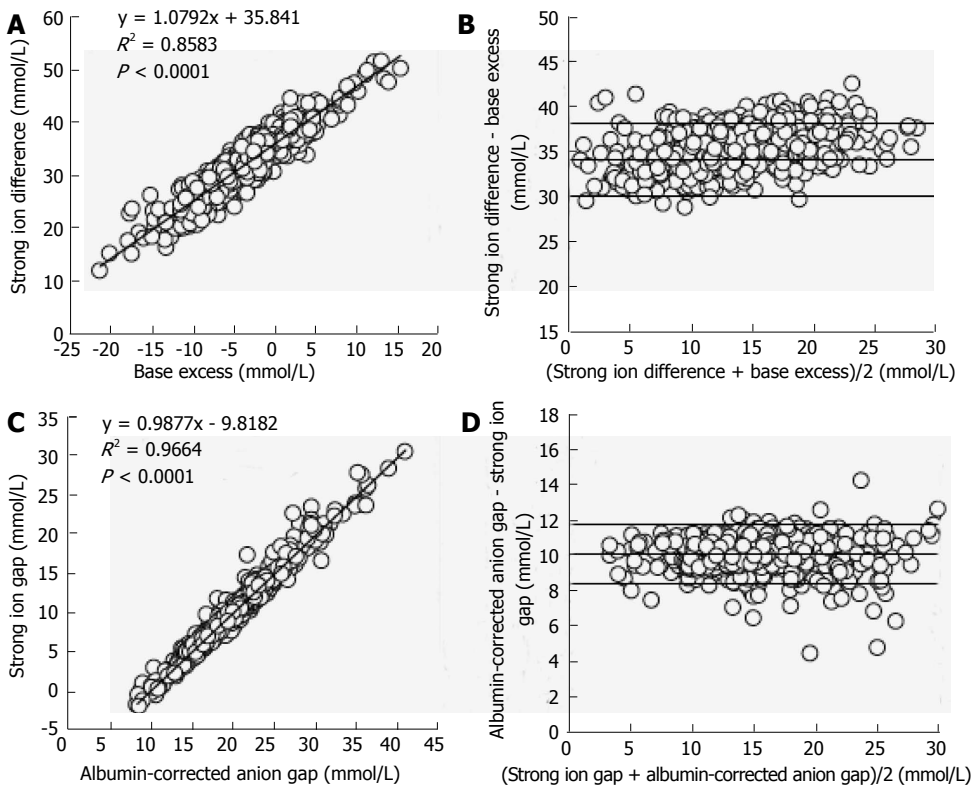 A
y = 1.0792x + 35.841
R² = 0.8583
P < 0.0001
Strong ion difference (mmol/L)
60
50
40
30
20
10
0
-25 -20 -15 -10 -5 0 5 10 15 20
Base excess (mmol/L)
B
Strong ion difference - base excess
(mmol/L)
50
45
40
35
30
25
20
15
0 5 10 15 20 25 30
(Strong ion difference + base excess)/2 (mmol/L)
C
y = 0.9877x - 9.8182
R² = 0.9664
P < 0.0001
Strong ion gap (mmol/L)
35
30
25
20
15
10
5
0
-5
0 10 15 20 25 30 35 40 45
Albumin-corrected anion gap (mmol/L)
D
Albumin-corrected anion gap - strong ion
gap (mmol/L)
18
16
14
12
10
8
6
4
2
0
0 5 10 15 20 25 30
(Strong ion gap + albumin-corrected anion gap)/2 (mmol/L)